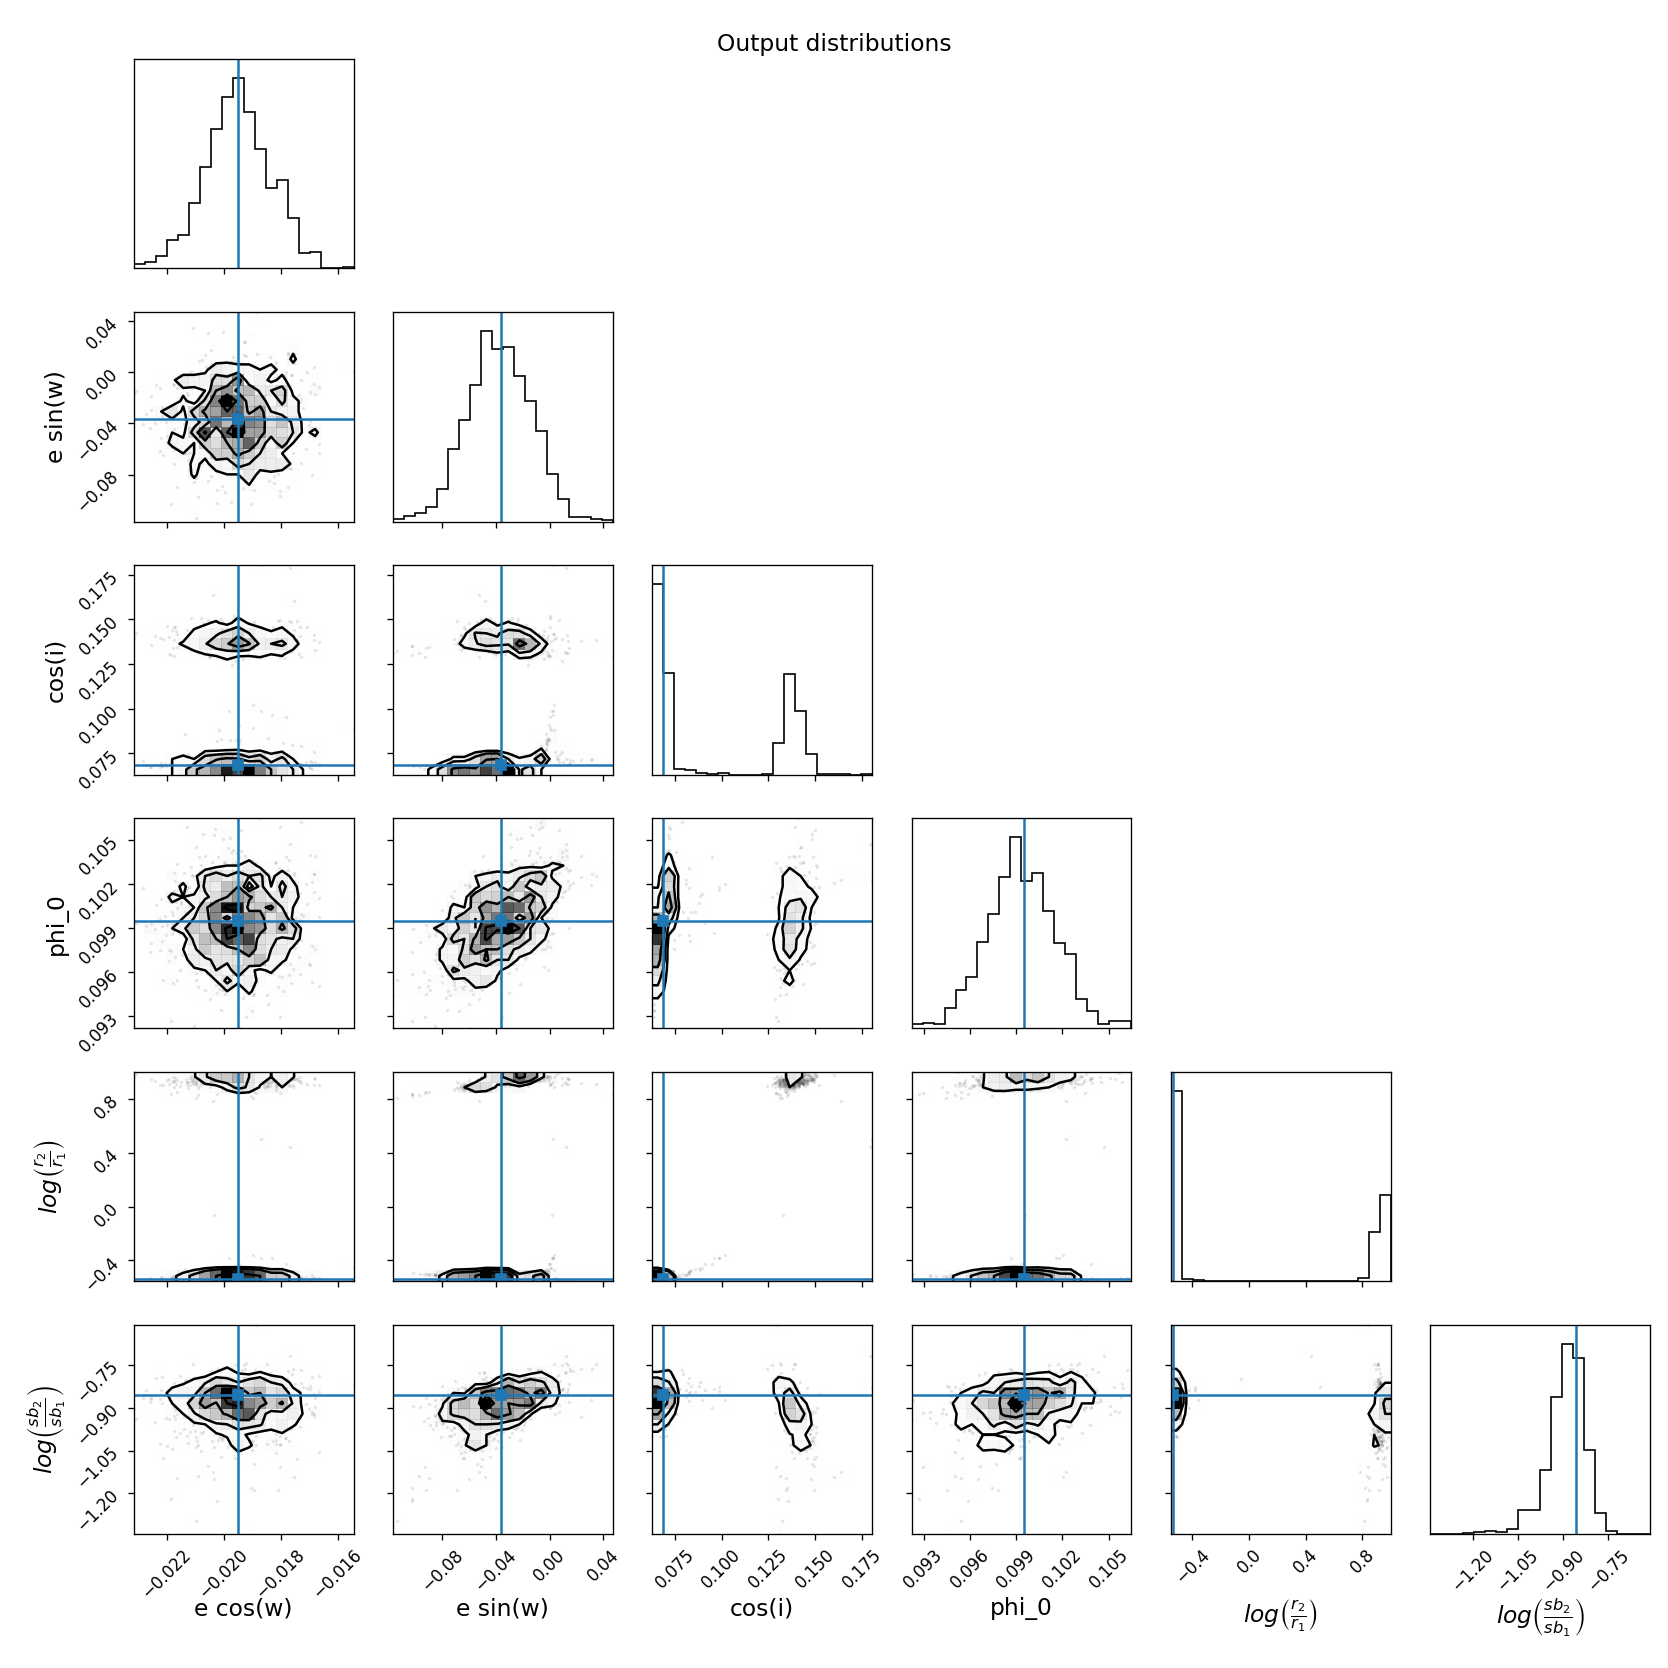 Output distributions
e sin(w)
0.04
0.00
−0.04
−0.08
cos(i)
0.175
0.150
0.125
0.100
0.075
phi_0
0.105
0.102
0.099
0.096
0.093
log(r₂/r₁)
0.8
0.4
0.0
−0.4
log(sb₂/sb₁)
−0.75
−0.90
−1.05
−1.20
−0.022 −0.020 −0.018 −0.016
e cos(w)
−0.08 −0.04 0.00 0.04
e sin(w)
0.075 0.100 0.125 0.150 0.175
cos(i)
0.093 0.096 0.099 0.102 0.105
phi_0
−0.4 0.0 0.4 0.8
log(r₂/r₁)
−1.20 −1.05 −0.90 −0.75
log(sb₂/sb₁)